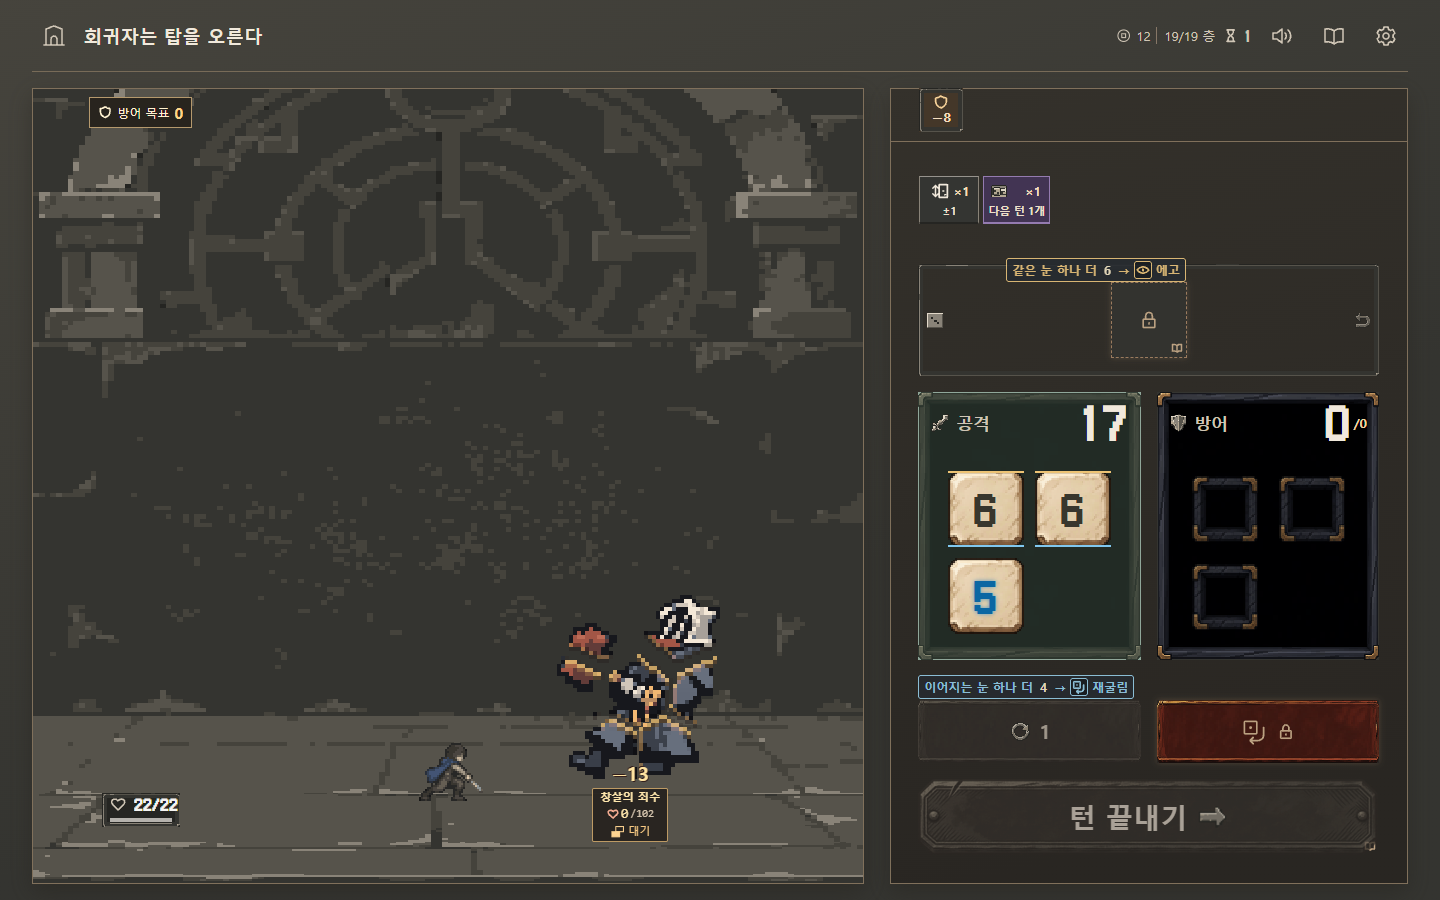 회귀자는 탑을 오른다
12
19/19 층
1
방어 목표 0
−8
×1
±1
×1
다음 턴 1개
같은 눈 하나 더 6 → 에고
공격 17
방어 0/0
6 6
5
이어지는 눈 하나 더 4 → 재굴림
1
턴 끝내기
22/22
−13
창살의 죄수
0/102
대기